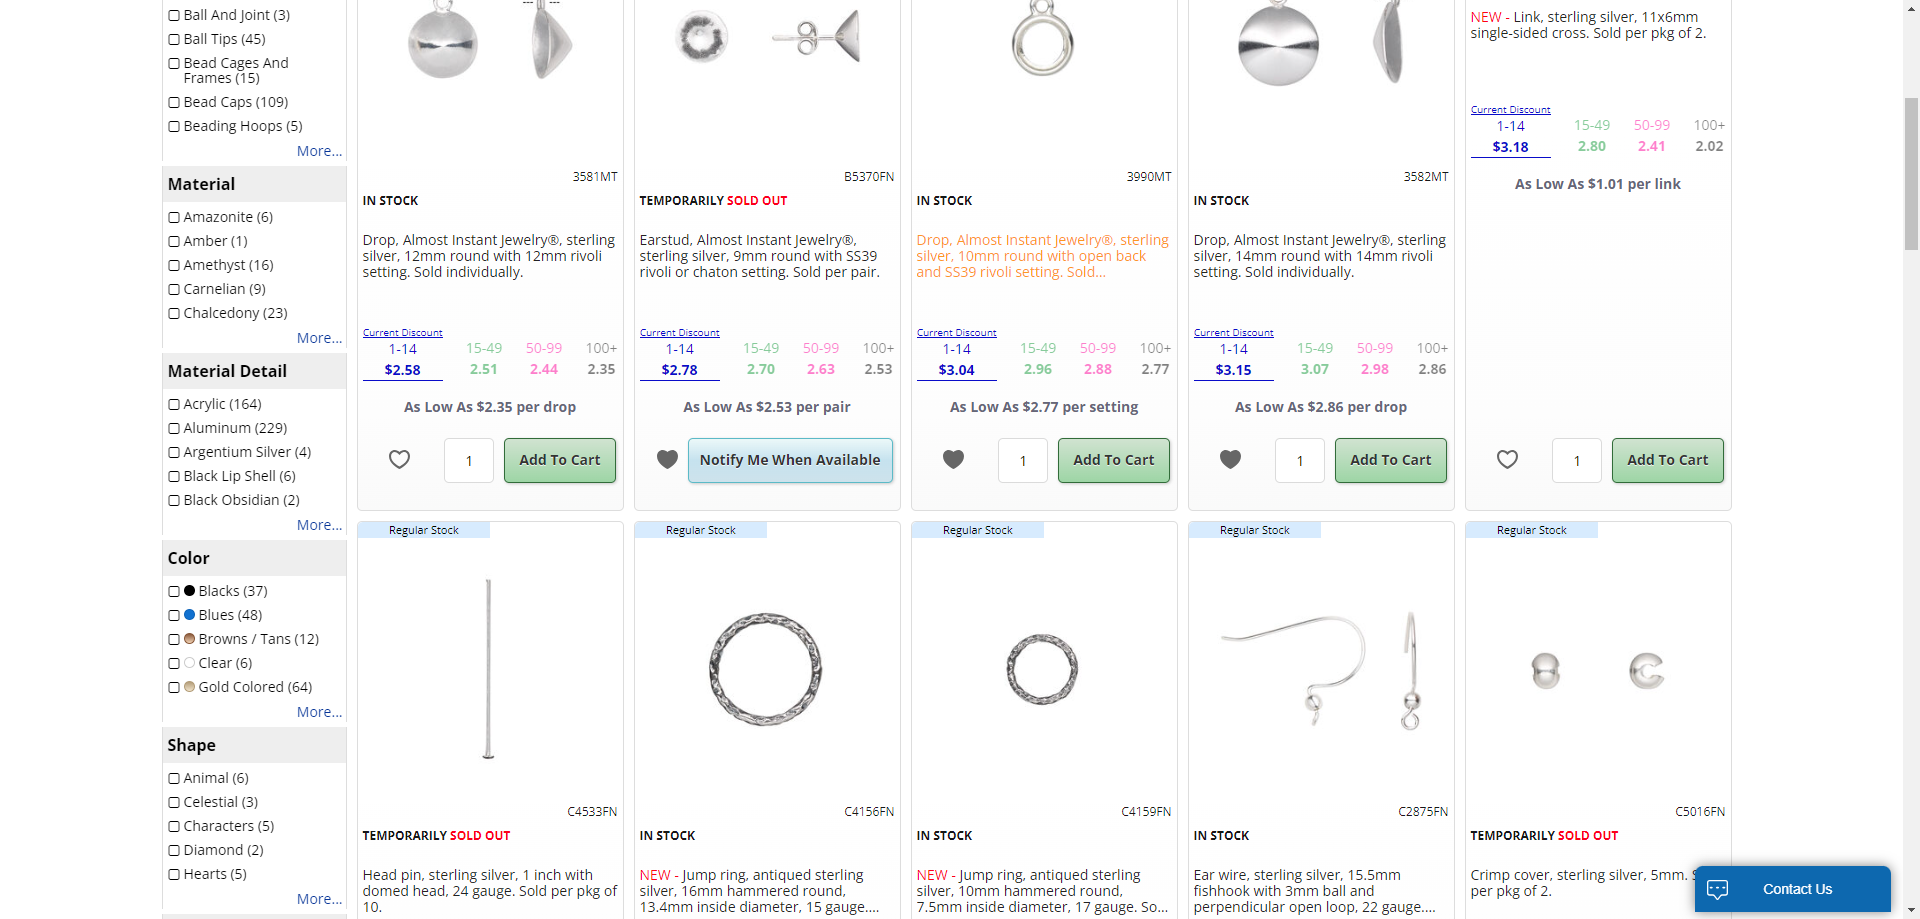 Ball And Joint (3)
Ball Tips (45)
Bead Cages And
Frames (15)
Bead Caps (109)
Beading Hoops (5)
More...
Material
Amazonite (6)
Amber (1)
Amethyst (16)
Carnelian (9)
Chalcedony (23)
More...
Material Detail
Acrylic (164)
Aluminum (229)
Argentium Silver (4)
Black Lip Shell (6)
Black Obsidian (2)
More...
Color
Blacks (37)
Blues (48)
Browns / Tans (12)
Clear (6)
Gold Colored (64)
More...
Shape
Animal (6)
Celestial (3)
Characters (5)
Diamond (2)
Hearts (5)
More...
3581MT
IN STOCK
Drop, Almost Instant Jewelry®, sterling
silver, 12mm round with 12mm rivoli
setting. Sold individually.
Current Discount
1-14 15-49 50-99 100+
$2.58 2.51 2.44 2.35
As Low As $2.35 per drop
1 Add To Cart
B5370FN
TEMPORARILY SOLD OUT
Earstud, Almost Instant Jewelry®,
sterling silver, 9mm round with SS39
rivoli or chaton setting. Sold per pair.
Current Discount
1-14 15-49 50-99 100+
$2.78 2.70 2.63 2.53
As Low As $2.53 per pair
Notify Me When Available
3990MT
IN STOCK
Drop, Almost Instant Jewelry®, sterling
silver, 10mm round with open back
and SS39 rivoli setting. Sold...
Current Discount
1-14 15-49 50-99 100+
$3.04 2.96 2.88 2.77
As Low As $2.77 per setting
1 Add To Cart
3582MT
IN STOCK
Drop, Almost Instant Jewelry®, sterling
silver, 14mm round with 14mm rivoli
setting. Sold individually.
Current Discount
1-14 15-49 50-99 100+
$3.15 3.07 2.98 2.86
As Low As $2.86 per drop
1 Add To Cart
NEW - Link, sterling silver, 11x6mm
single-sided cross. Sold per pkg of 2.
Current Discount
1-14 15-49 50-99 100+
$3.18 2.80 2.41 2.02
As Low As $1.01 per link
1 Add To Cart
Regular Stock
C4533FN
TEMPORARILY SOLD OUT
Head pin, sterling silver, 1 inch with
domed head, 24 gauge. Sold per pkg of
10.
Regular Stock
C4156FN
IN STOCK
NEW - Jump ring, antiqued sterling
silver, 16mm hammered round,
13.4mm inside diameter, 15 gauge....
Regular Stock
C4159FN
IN STOCK
NEW - Jump ring, antiqued sterling
silver, 10mm hammered round,
7.5mm inside diameter, 17 gauge. So...
Regular Stock
C2875FN
IN STOCK
Ear wire, sterling silver, 15.5mm
fishhook with 3mm ball and
perpendicular open loop, 22 gauge....
Regular Stock
C5016FN
TEMPORARILY SOLD OUT
Crimp cover, sterling silver, 5mm.
per pkg of 2.
Contact Us